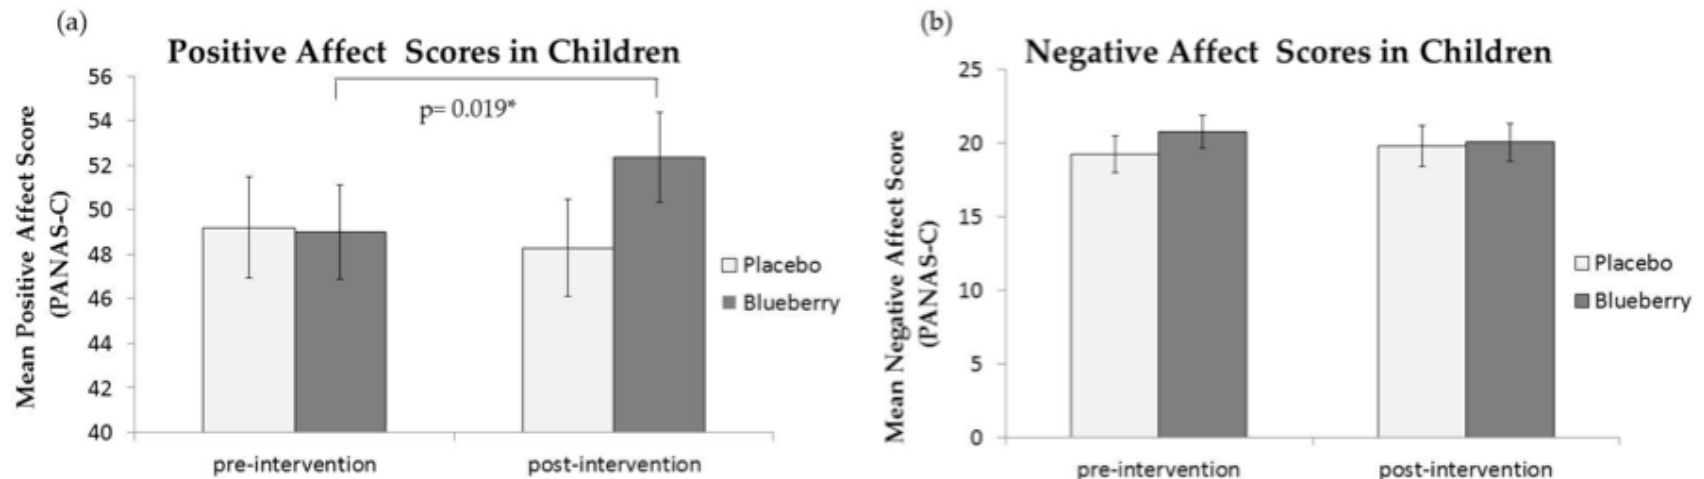 (a)
Positive Affect Scores in Children
Mean Positive Affect Score
(PANAS-C)
56
54
52
50
48
46
44
42
40
p= 0.019*
Placebo
Blueberry
pre-intervention
post-intervention
(b)
Negative Affect Scores in Children
Mean Negative Affect Score
(PANAS-C)
25
20
15
10
5
0
Placebo
Blueberry
pre-intervention
post-intervention